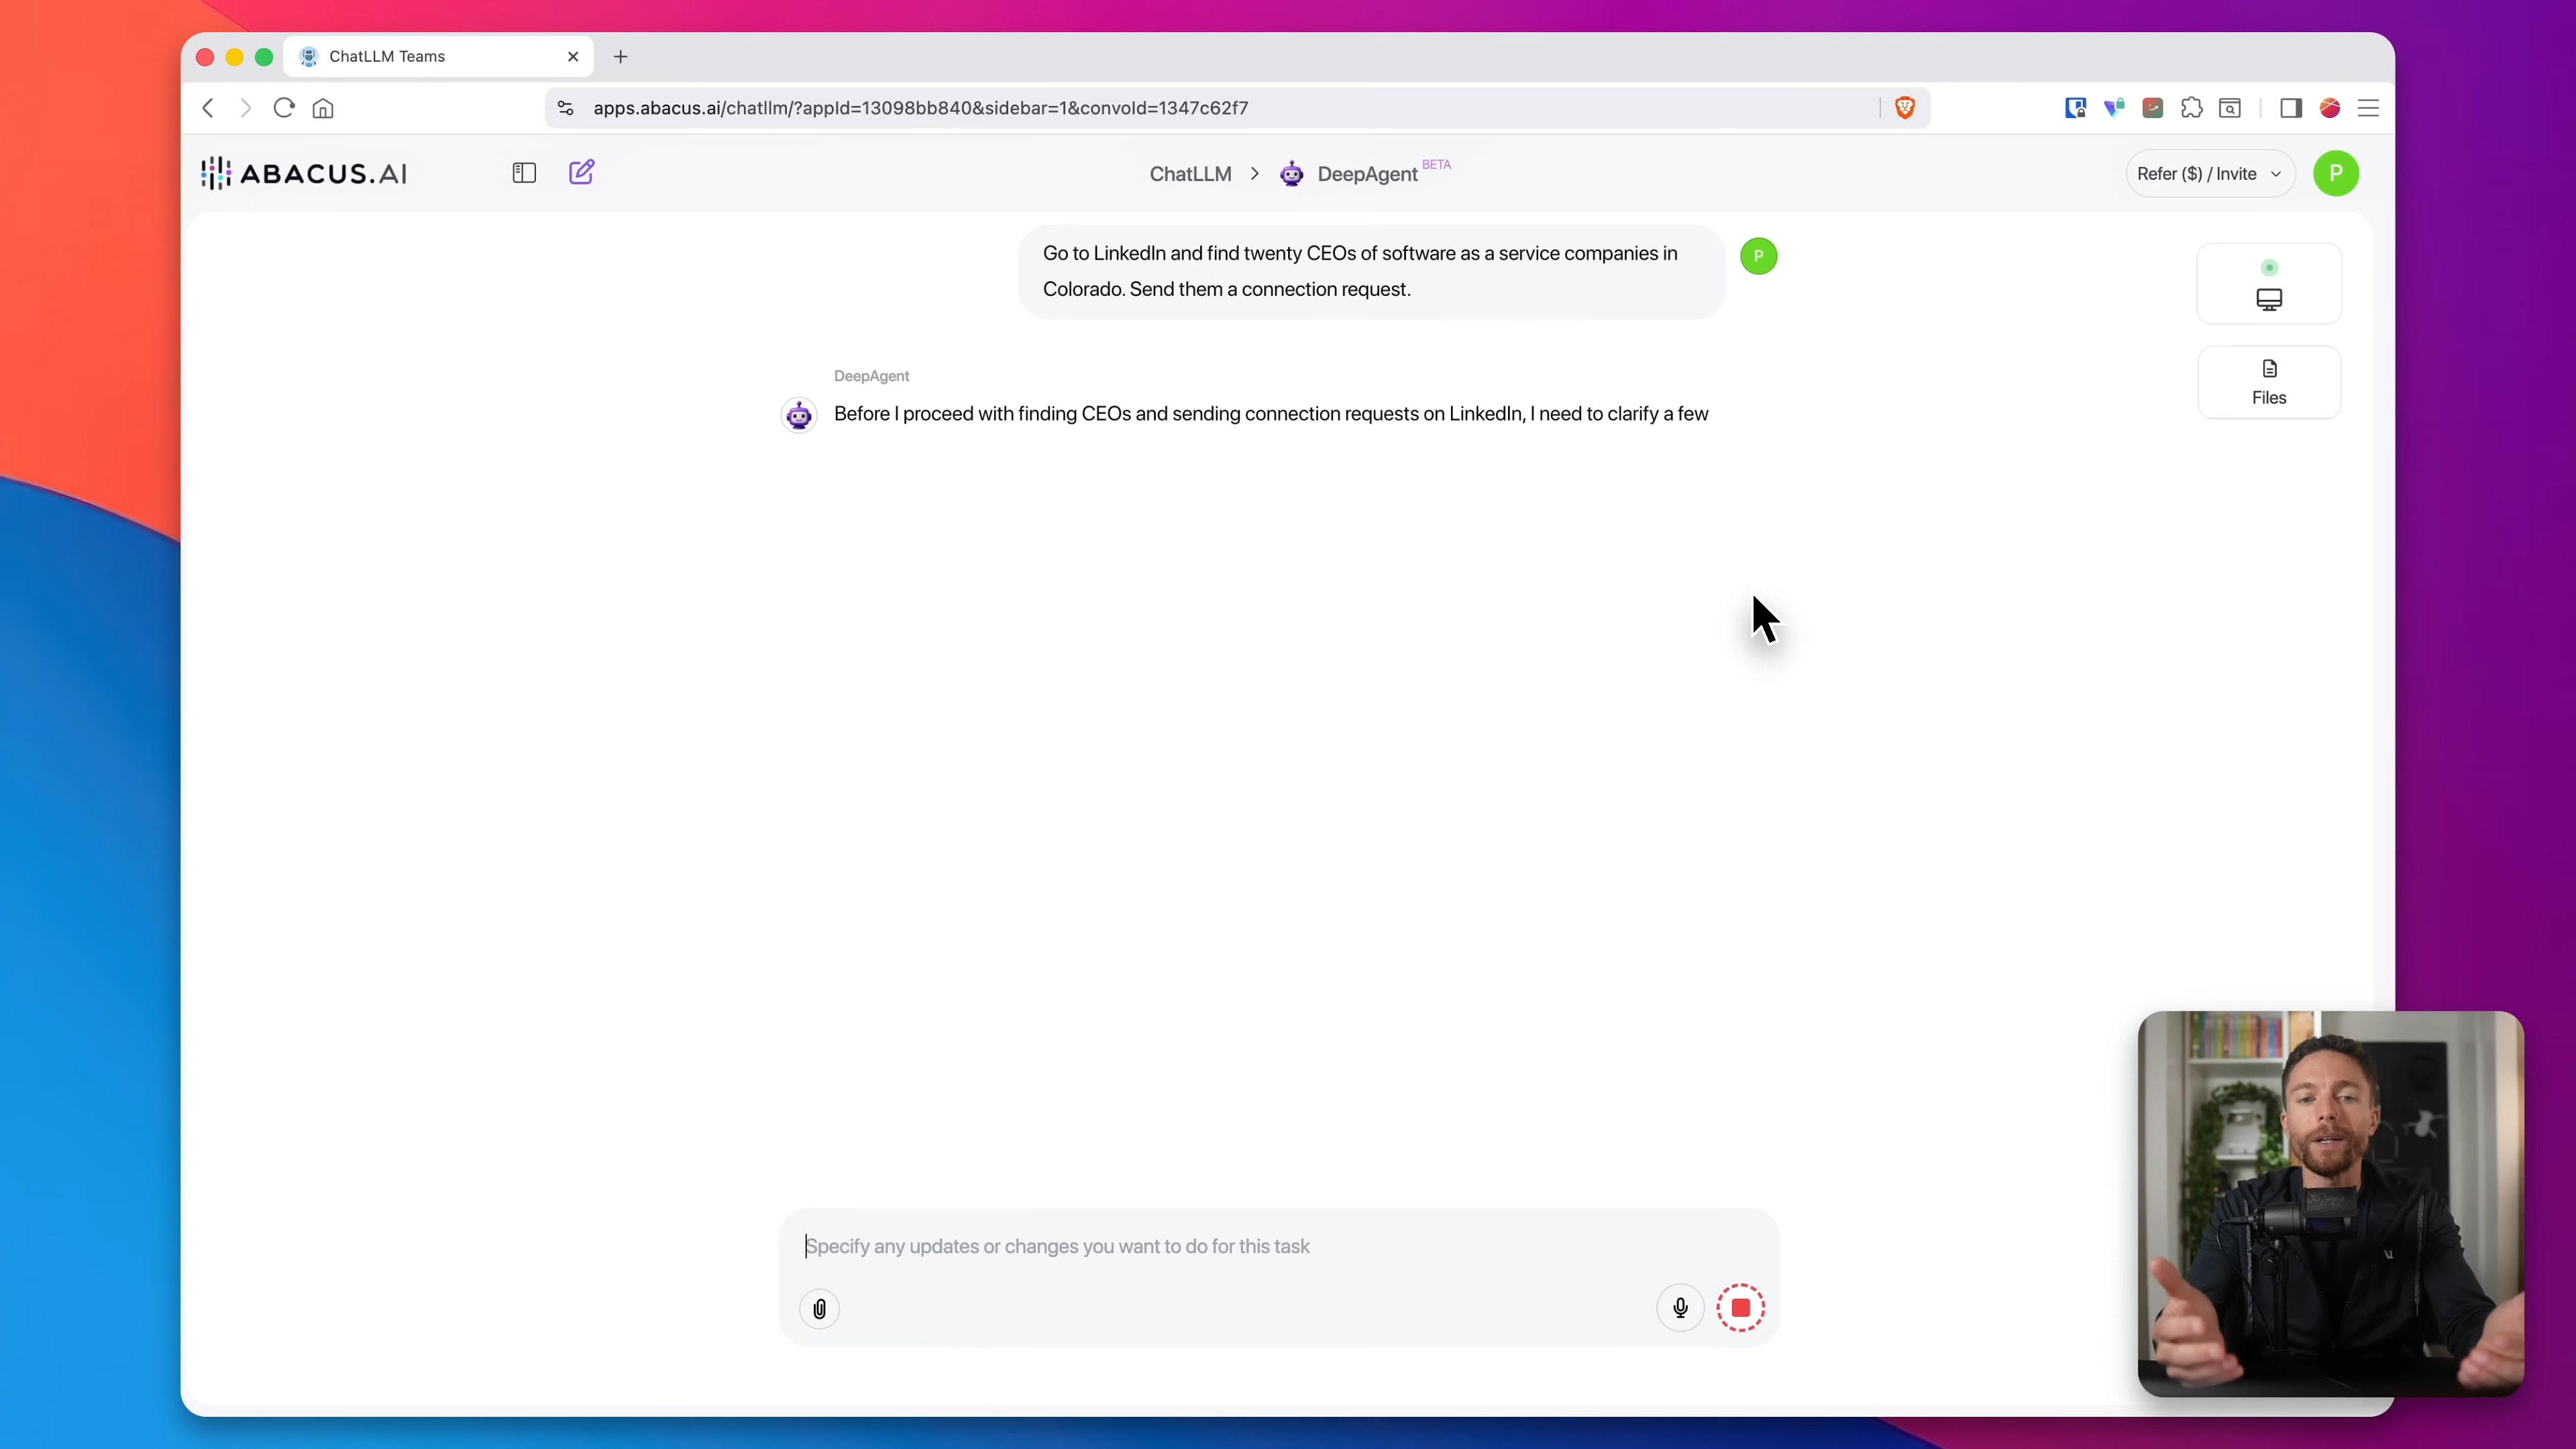 ChatLLM Teams
apps.abacus.ai/chatllm/?appId=13098bb840&sidebar=1&convoId=1347c62f7
ABACUS.AI
ChatLLM > DeepAgent BETA
Refer ($) / Invite
P
Go to LinkedIn and find twenty CEOs of software as a service companies in
Colorado. Send them a connection request.
P
DeepAgent
Before I proceed with finding CEOs and sending connection requests on LinkedIn, I need to clarify a few
Files
Specify any updates or changes you want to do for this task